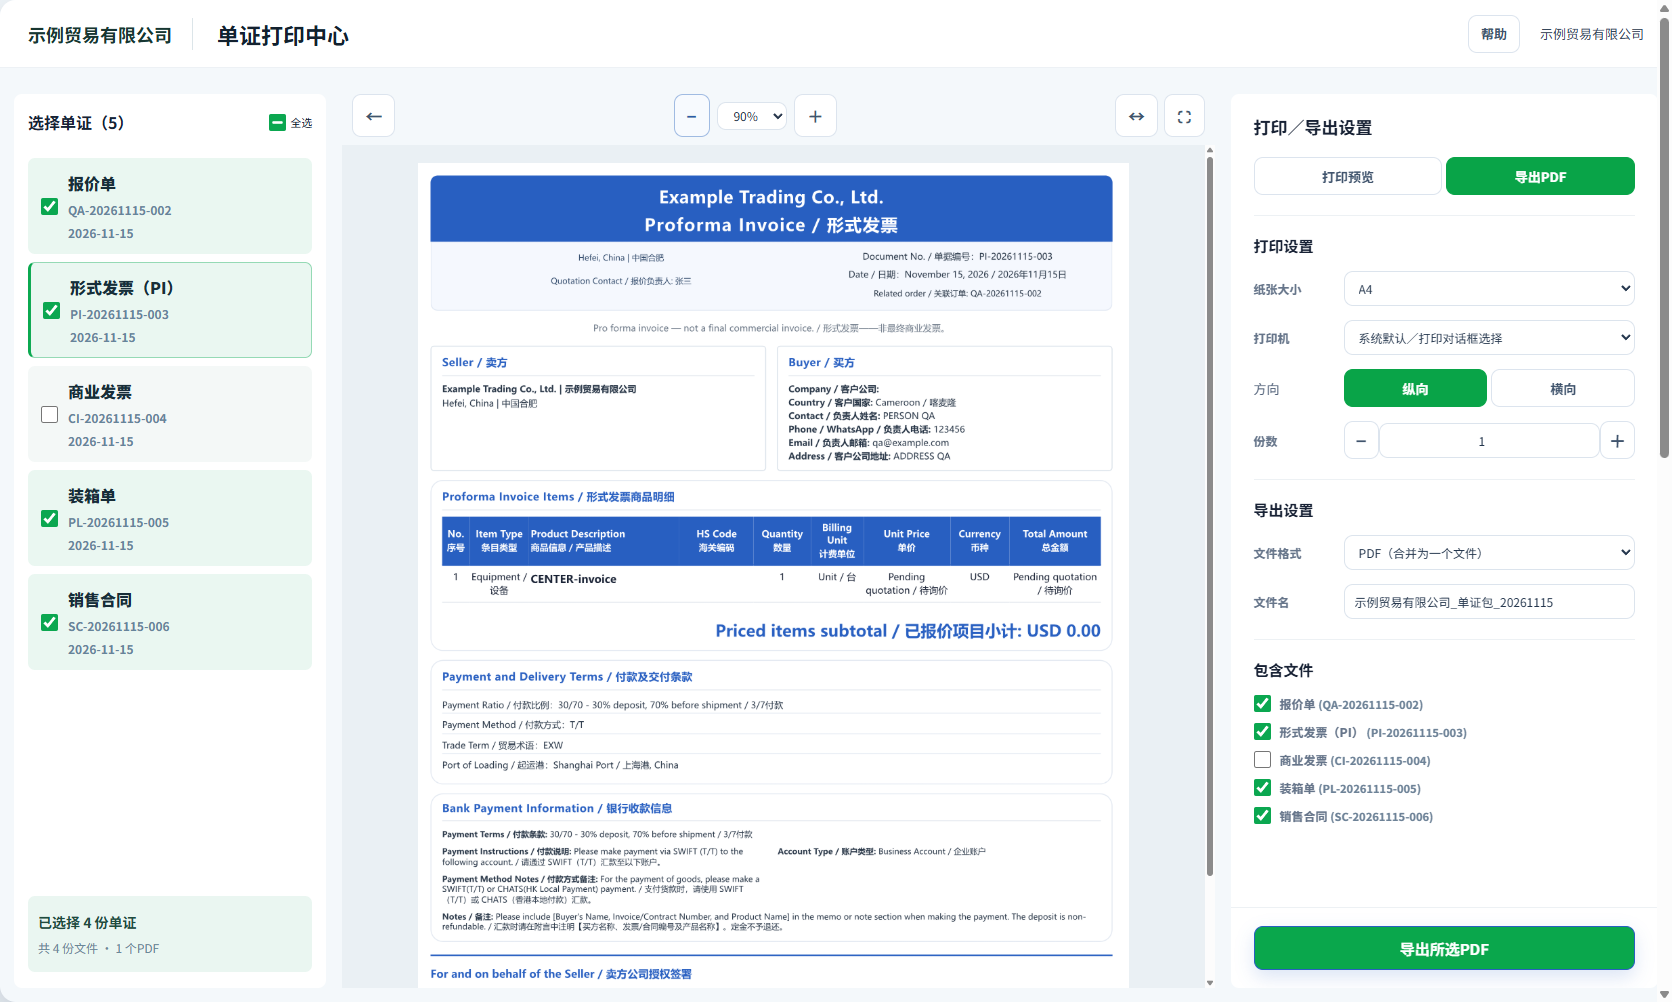 示例贸易有限公司
单证打印中心
帮助
示例贸易有限公司
选择单证（5）
全选
报价单
QA-20261115-002
2026-11-15
形式发票（PI）
PI-20261115-003
2026-11-15
商业发票
CI-20261115-004
2026-11-15
装箱单
PL-20261115-005
2026-11-15
销售合同
SC-20261115-006
2026-11-15
已选择 4 份单证
共 4 份文件 · 1 个PDF
90%
Example Trading Co., Ltd.
Proforma Invoice / 形式发票
Hefei, China | 中国合肥
Quotation Contact / 报价负责人: 张三
Document No. / 单据编号: PI-20261115-003
Date / 日期: November 15, 2026 / 2026年11月15日
Related order / 关联订单: QA-20261115-002
Pro forma invoice — not a final commercial invoice. / 形式发票——非最终商业发票。
Seller / 卖方
Example Trading Co., Ltd. | 示例贸易有限公司
Hefei, China | 中国合肥
Buyer / 买方
Company / 客户公司:
Country / 客户国家: Cameroon / 喀麦隆
Contact / 负责人姓名: PERSON QA
Phone / WhatsApp / 负责人电话: 123456
Email / 负责人邮箱: qa@example.com
Address / 客户公司地址: ADDRESS QA
Proforma Invoice Items / 形式发票商品明细
No. 序号
Item Type 条目类型
Product Description 商品信息 / 产品描述
HS Code 海关编码
Quantity 数量
Billing Unit 计费单位
Unit Price 单价
Currency 币种
Total Amount 总金额
1
Equipment / 设备
CENTER-invoice
1
Unit / 台
Pending quotation / 待询价
USD
Pending quotation / 待询价
Priced items subtotal / 已报价项目小计: USD 0.00
Payment and Delivery Terms / 付款及交付条款
Payment Ratio / 付款比例: 30/70 - 30% deposit, 70% before shipment / 3/7付款
Payment Method / 付款方式: T/T
Trade Term / 贸易术语: EXW
Port of Loading / 起运港: Shanghai Port / 上海港, China
Bank Payment Information / 银行收款信息
Payment Terms / 付款条款: 30/70 - 30% deposit, 70% before shipment / 3/7付款
Payment Instructions / 付款说明: Please make payment via SWIFT (T/T) to the
following account. / 请通过 SWIFT（T/T）汇款至以下账户。
Account Type / 账户类型: Business Account / 企业账户
Payment Method Notes / 付款方式备注: For the payment of goods, please make a
SWIFT(T/T) or CHATS(HK Local Payment) payment. / 支付货款时，请使用 SWIFT
（T/T）或 CHATS（香港本地付款）汇款。
Notes / 备注: Please include [Buyer's Name, Invoice/Contract Number, and Product Name] in the memo or note section when making the payment. The deposit is non-
refundable. / 汇款时请在附言中注明【买方名称、发票/合同编号及产品名称】。定金不予退还。
For and on behalf of the Seller / 卖方公司授权签署
打印／导出设置
打印预览
导出PDF
打印设置
纸张大小
A4
打印机
系统默认／打印对话框选择
方向
纵向
横向
份数
1
导出设置
文件格式
PDF（合并为一个文件）
文件名
示例贸易有限公司_单证包_20261115
包含文件
报价单 (QA-20261115-002)
形式发票（PI） (PI-20261115-003)
商业发票 (CI-20261115-004)
装箱单 (PL-20261115-005)
销售合同 (SC-20261115-006)
导出所选PDF